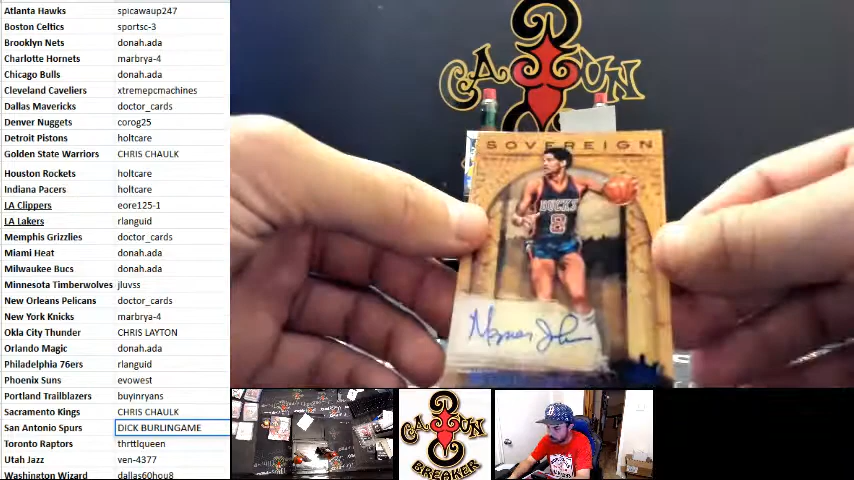 Atlanta Hawks spicawaup247
Boston Celtics sportsc-3
Brooklyn Nets donah.ada
Charlotte Hornets marbrya-4
Chicago Bulls donah.ada
Cleveland Cavaliers xtremepcmachines
Dallas Mavericks doctor_cards
Denver Nuggets corog25
Detroit Pistons holtcare
Golden State Warriors CHRIS CHAULK
Houston Rockets holtcare
Indiana Pacers holtcare
LA Clippers eore125-1
LA Lakers rlanguid
Memphis Grizzlies doctor_cards
Miami Heat donah.ada
Milwaukee Bucs donah.ada
Minnesota Timberwolves jluvss
New Orleans Pelicans doctor_cards
New York Knicks marbrya-4
Okla City Thunder CHRIS LAYTON
Orlando Magic donah.ada
Philadelphia 76ers rlanguid
Phoenix Suns evowest
Portland Trailblazers buyinryans
Sacramento Kings CHRIS CHAULK
San Antonio Spurs DICK BURLINGAME
Toronto Raptors thrttlqueen
Utah Jazz ven-4377
Washington Wizard dallas60hou8
SOVEREIGN
BUCKS
8
CAJUN
BREAKER